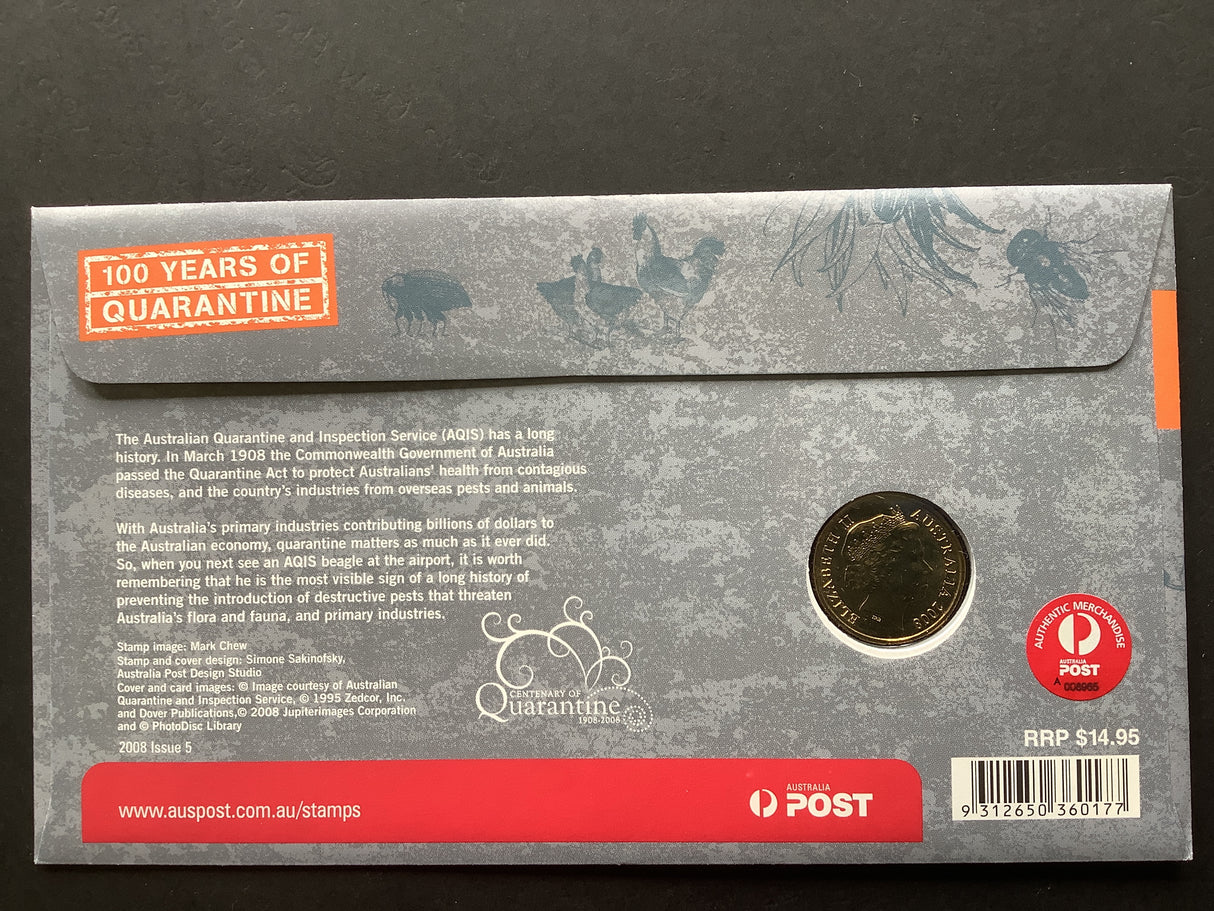 100 YEARS OF
QUARANTINE
The Australian Quarantine and Inspection Service (AQIS) has a long
history. In March 1908 the Commonwealth Government of Australia
passed the Quarantine Act to protect Australians' health from contagious
diseases, and the country's industries from overseas pests and animals.
With Australia's primary industries contributing billions of dollars to
the Australian economy, quarantine matters as much as it ever did.
So, when you next see an AQIS beagle at the airport, it is worth
remembering that he is the most visible sign of a long history of
preventing the introduction of destructive pests that threaten
Australia's flora and fauna, and primary industries.
Stamp image: Mark Chew
Stamp and cover design: Simone Sakinofsky,
Australia Post Design Studio
Cover and card images: © Image courtesy of Australian
Quarantine and Inspection Service, © 1995 Zedcor, Inc.
and Dover Publications,© 2008 Jupiterimages Corporation
and © PhotoDisc Library
2008 Issue 5
CENTENARY OF
Quarantine
1908-2008
ELIZABETH II AUSTRALIA 2008
AUTHENTIC MERCHANDISE
AUSTRALIA
POST
A 008965
RRP $14.95
9 312650 360177
www.auspost.com.au/stamps
AUSTRALIA
POST